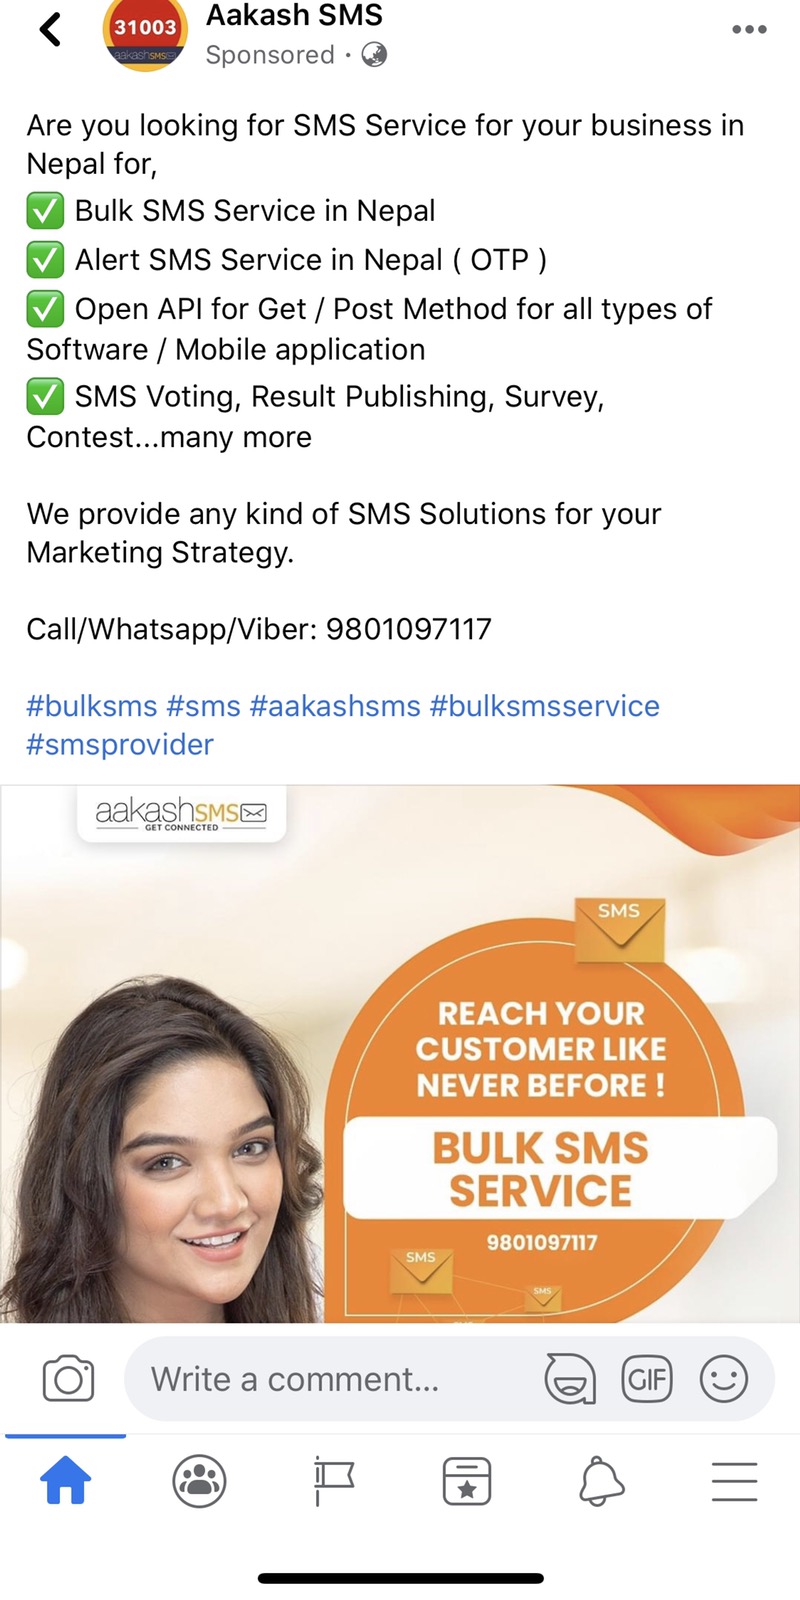 31003
aakashSMS
Aakash SMS
Sponsored ·
Are you looking for SMS Service for your business in
Nepal for,
✅ Bulk SMS Service in Nepal
✅ Alert SMS Service in Nepal ( OTP )
✅ Open API for Get / Post Method for all types of
Software / Mobile application
✅ SMS Voting, Result Publishing, Survey,
Contest...many more
We provide any kind of SMS Solutions for your
Marketing Strategy.
Call/Whatsapp/Viber: 9801097117
#bulksms #sms #aakashsms #bulksmsservice
#smsprovider
aakashSMS
GET CONNECTED
SMS
REACH YOUR
CUSTOMER LIKE
NEVER BEFORE !
BULK SMS
SERVICE
9801097117
SMS
SMS
Write a comment...
GIF